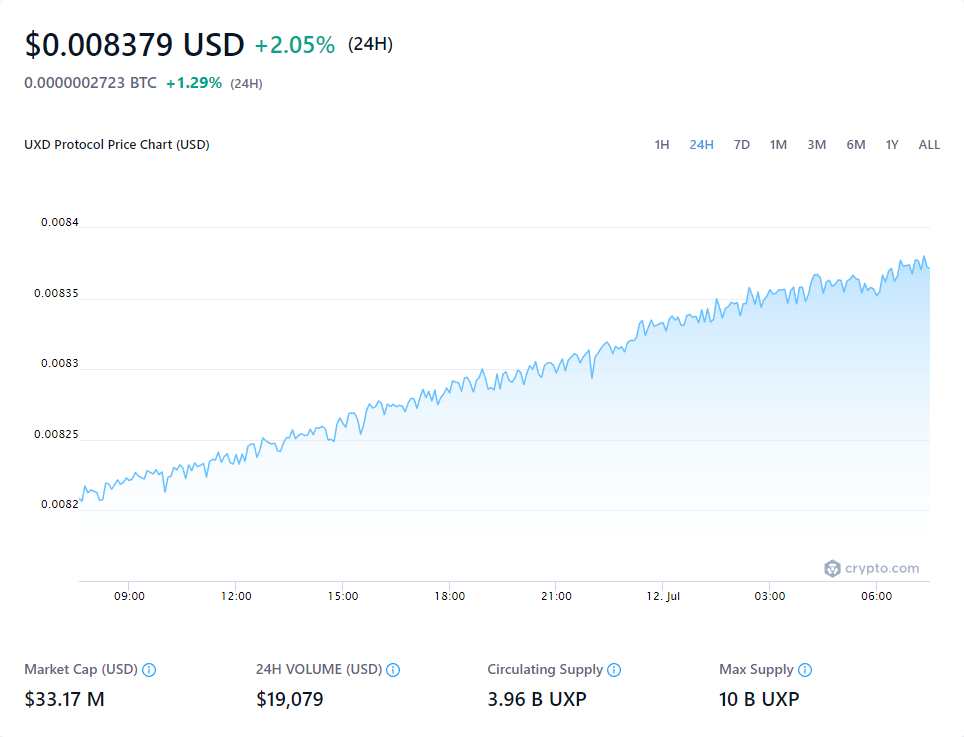 $0.008379 USD +2.05% (24H)
0.0000002723 BTC +1.29% (24H)
UXD Protocol Price Chart (USD) 1H 24H 7D 1M 3M 6M 1Y ALL
0.0084
0.00835
0.0083
0.00825
0.0082
crypto.com
09:00 12:00 15:00 18:00 21:00 12. Jul 03:00 06:00
Market Cap (USD) 24H VOLUME (USD) Circulating Supply Max Supply
$33.17 M $19,079 3.96 B UXP 10 B UXP